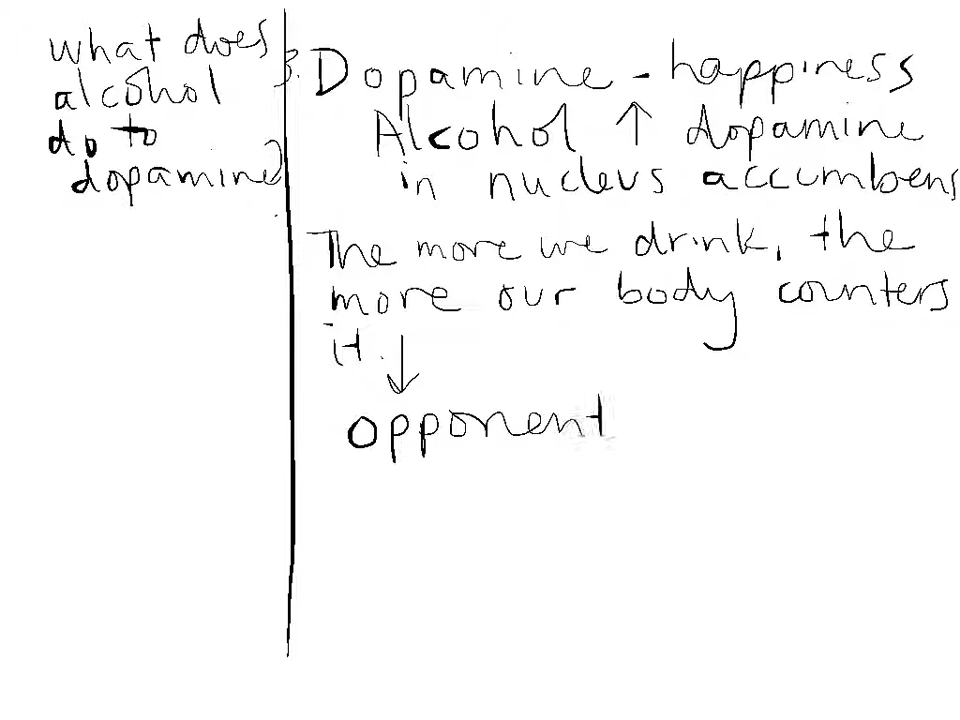 what does
alcohol
do to
dopamine?
3. Dopamine - happiness
Alcohol ↑ dopamine
in nucleus accumbens
The more we drink, the
more our body counters
it. ↓
opponent